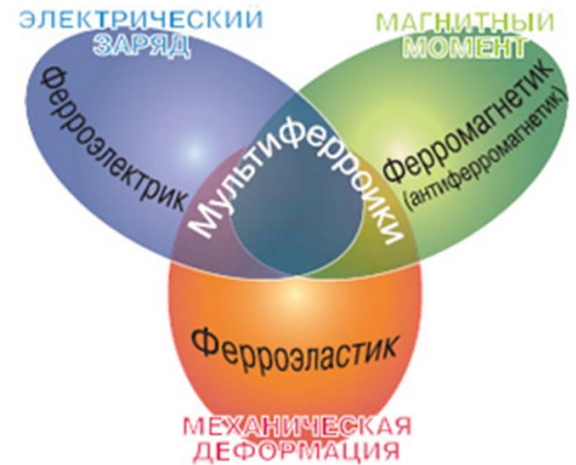 ЭЛЕКТРИЧЕСКИЙ
ЗАРЯД
МАГНИТНЫЙ
МОМЕНТ
Ферроэлектрик
Мультиферроики
Ферромагнетик
(антиферромагнетик)
Ферроэластик
МЕХАНИЧЕСКАЯ
ДЕФОРМАЦИЯ